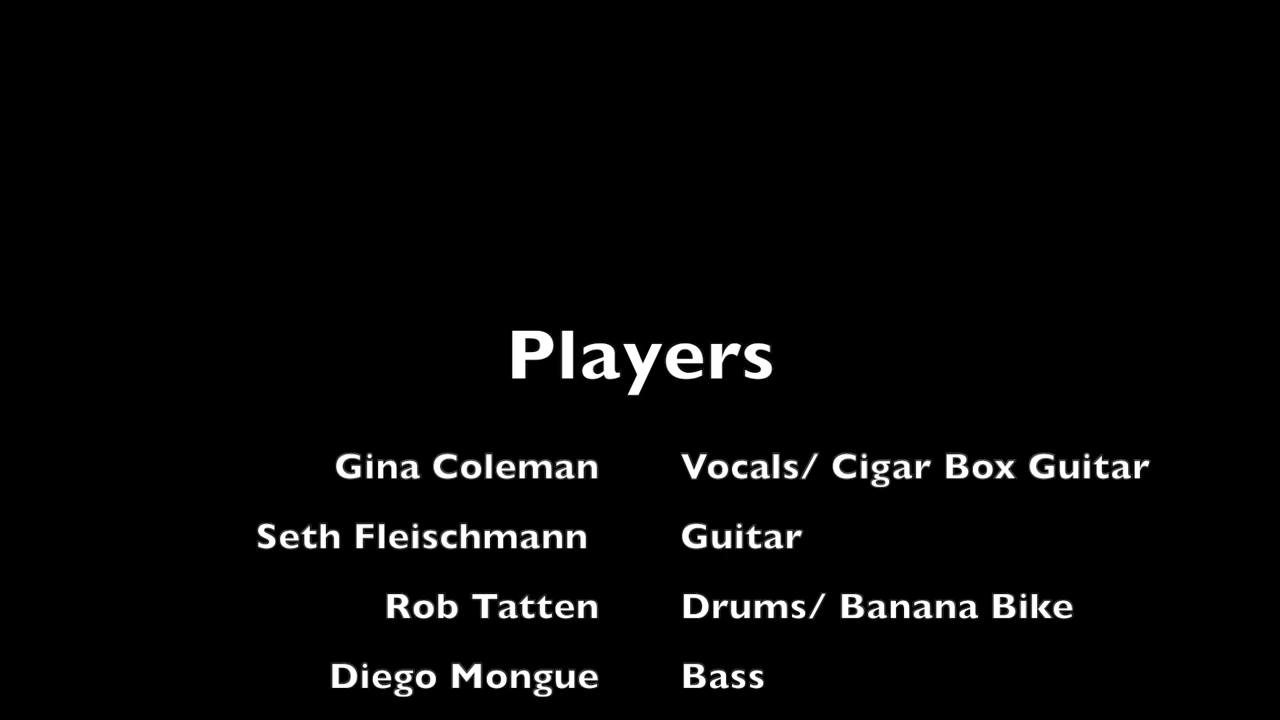 Players
Gina Coleman Vocals/ Cigar Box Guitar
Seth Fleischmann Guitar
Rob Tatten Drums/ Banana Bike
Diego Mongue Bass